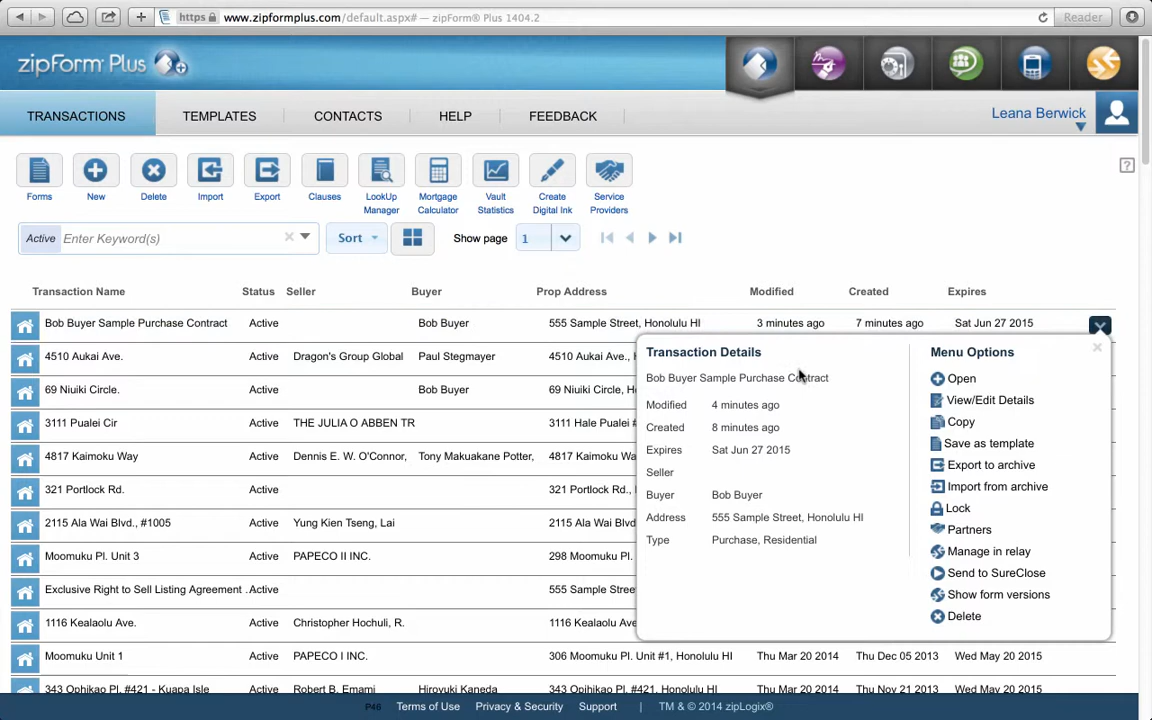 https www.zipformplus.com/default.aspx# — zipForm® Plus 1404.2 Reader
zipForm Plus
TRANSACTIONS TEMPLATES CONTACTS HELP FEEDBACK Leana Berwick
Forms New Delete Import Export Clauses LookUp Manager Mortgage Calculator Vault Statistics Create Digital Ink Service Providers
Active Enter Keyword(s) Sort Show page 1
Transaction Name Status Seller Buyer Prop Address Modified Created Expires
Bob Buyer Sample Purchase Contract Active Bob Buyer 555 Sample Street, Honolulu HI 3 minutes ago 7 minutes ago Sat Jun 27 2015
4510 Aukai Ave. Active Dragon's Group Global Paul Stegmayer 4510 Aukai Ave.,
69 Niuiki Circle. Active Bob Buyer 69 Niuiki Circle,
3111 Pualei Cir Active THE JULIA O ABBEN TR 3111 Hale Pualei
4817 Kaimoku Way Active Dennis E. W. O'Connor, Tony Makuakane Potter, 4817 Kaimoku
321 Portlock Rd. Active 321 Portlock Rd.,
2115 Ala Wai Blvd., #1005 Active Yung Kien Tseng, Lai 2115 Ala Wai
Moomuku Pl. Unit 3 Active PAPECO II INC. 298 Moomuku Pl.
Exclusive Right to Sell Listing Agreement . Active 555 Sample Street,
1116 Kealaolu Ave. Active Christopher Hochuli, R. 1116 Kealaolu
Moomuku Unit 1 Active PAPECO I INC. 306 Moomuku Pl. Unit #1, Honolulu HI Thu Mar 20 2014 Thu Dec 05 2013 Wed May 20 2015
343 Opihikao Pl. #421 - Kuapa Isle Active Robert B. Emami Hiroyuki Kaneda 343 Opihikao Pl. #421, Honolulu HI Thu Mar 20 2014 Thu Nov 21 2013 Wed May 20 2015
Transaction Details
Bob Buyer Sample Purchase Contract
Modified 4 minutes ago
Created 8 minutes ago
Expires Sat Jun 27 2015
Seller
Buyer Bob Buyer
Address 555 Sample Street, Honolulu HI
Type Purchase, Residential
Menu Options
Open
View/Edit Details
Copy
Save as template
Export to archive
Import from archive
Lock
Partners
Manage in relay
Send to SureClose
Show form versions
Delete
P46 Terms of Use Privacy & Security Support | TM & © 2014 zipLogix®